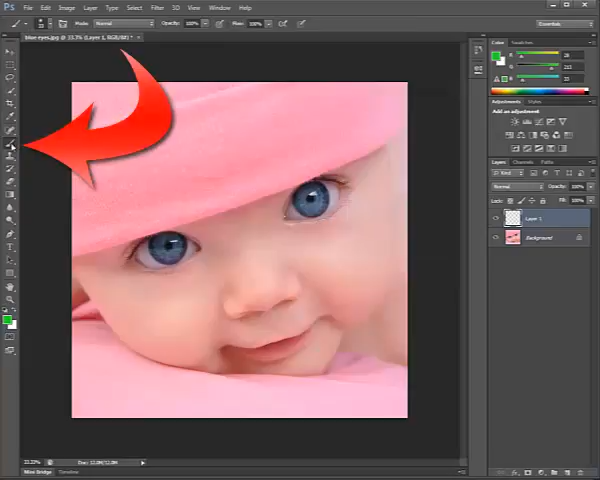 Ps File Edit Image Layer Type Select Filter 3D View Window Help
Mode: Normal Opacity: 100% Flow: 100% Essentials
blue eyes.jpg @ 33.3% (Layer 1, RGB/8#) * ×
Color Swatches
R
G
B
Adjustments Styles
Add an adjustment
Layers Channels Paths
Kind
Normal Opacity: 100%
Lock: Fill: 100%
Layer 1
Background
33.33% Doc: 12.0M/12.0M
Mini Bridge Timeline